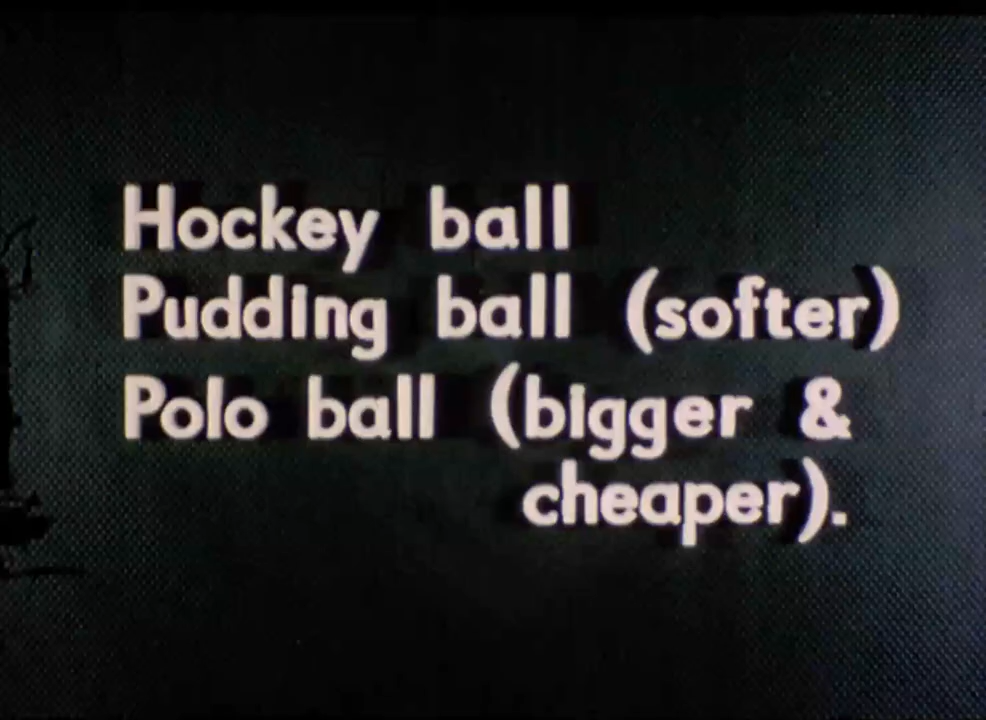 Hockey ball
Pudding ball (softer)
Polo ball (bigger &
cheaper).